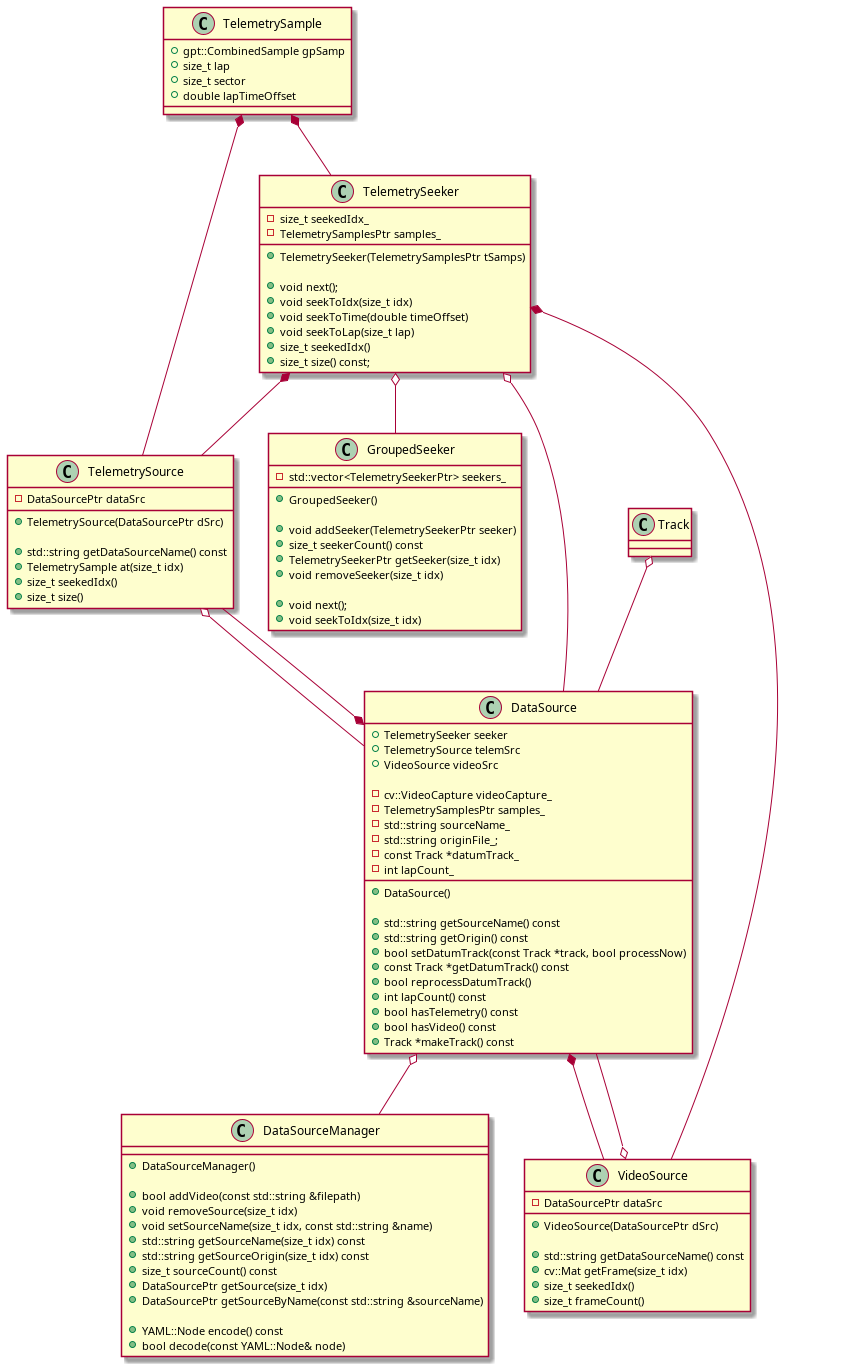 C TelemetrySample
gpt::CombinedSample gpSamp
size_t lap
size_t sector
double lapTimeOffset
C TelemetrySeeker
size_t seekedIdx_
TelemetrySamplesPtr samples_
TelemetrySeeker(TelemetrySamplesPtr tSamps)
void next();
void seekToIdx(size_t idx)
void seekToTime(double timeOffset)
void seekToLap(size_t lap)
size_t seekedIdx()
size_t size() const;
C TelemetrySource
DataSourcePtr dataSrc
TelemetrySource(DataSourcePtr dSrc)
std::string getDataSourceName() const
TelemetrySample at(size_t idx)
size_t seekedIdx()
size_t size()
C GroupedSeeker
std::vector<TelemetrySeekerPtr> seekers_
GroupedSeeker()
void addSeeker(TelemetrySeekerPtr seeker)
size_t seekerCount() const
TelemetrySeekerPtr getSeeker(size_t idx)
void removeSeeker(size_t idx)
void next();
void seekToIdx(size_t idx)
C Track
C DataSource
TelemetrySeeker seeker
TelemetrySource telemSrc
VideoSource videoSrc
cv::VideoCapture videoCapture_
TelemetrySamplesPtr samples_
std::string sourceName_
std::string originFile_;
const Track *datumTrack_
int lapCount_
DataSource()
std::string getSourceName() const
std::string getOrigin() const
bool setDatumTrack(const Track *track, bool processNow)
const Track *getDatumTrack() const
bool reprocessDatumTrack()
int lapCount() const
bool hasTelemetry() const
bool hasVideo() const
Track *makeTrack() const
C DataSourceManager
DataSourceManager()
bool addVideo(const std::string &filepath)
void removeSource(size_t idx)
void setSourceName(size_t idx, const std::string &name)
std::string getSourceName(size_t idx) const
std::string getSourceOrigin(size_t idx) const
size_t sourceCount() const
DataSourcePtr getSource(size_t idx)
DataSourcePtr getSourceByName(const std::string &sourceName)
YAML::Node encode() const
bool decode(const YAML::Node& node)
C VideoSource
DataSourcePtr dataSrc
VideoSource(DataSourcePtr dSrc)
std::string getDataSourceName() const
cv::Mat getFrame(size_t idx)
size_t seekedIdx()
size_t frameCount()